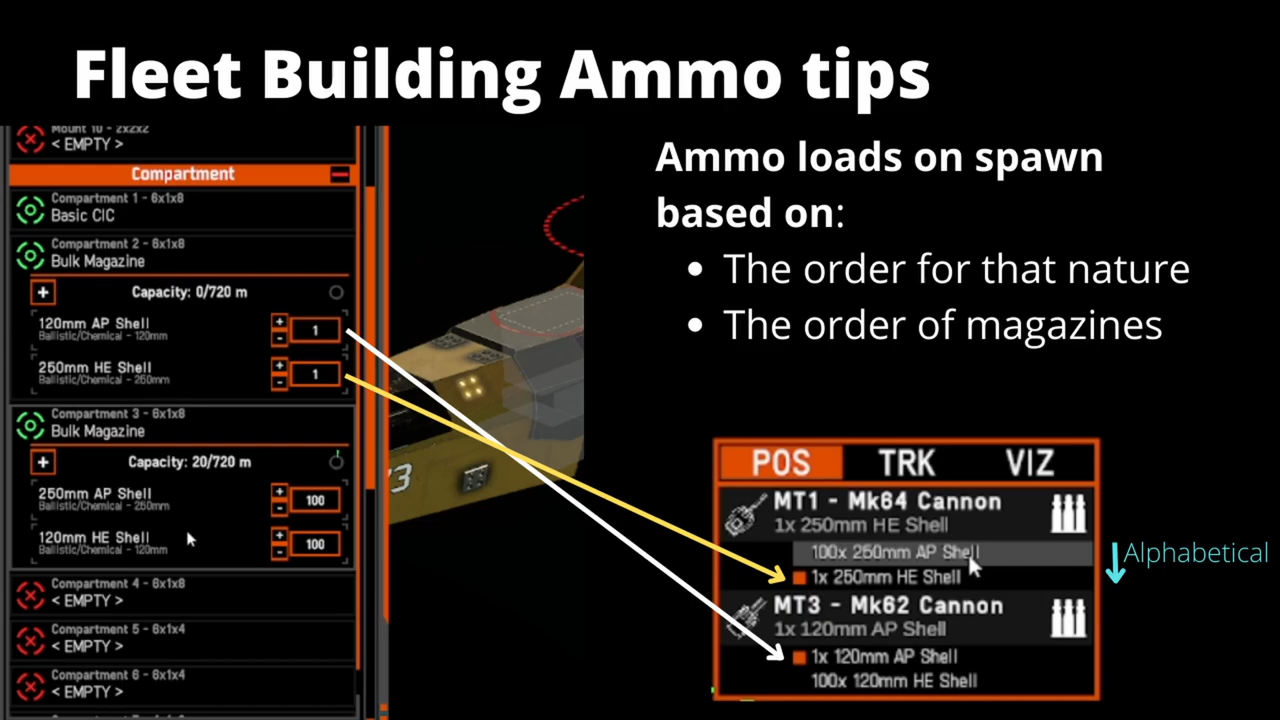 Fleet Building Ammo tips
Mount 10 - 2x2x2
< EMPTY >
Compartment
Compartment 1 - 6x1x8
Basic CIC
Compartment 2 - 6x1x8
Bulk Magazine
+ Capacity: 0/720 m
120mm AP Shell
Ballistic/Chemical - 120mm
+ - 1
250mm HE Shell
Ballistic/Chemical - 250mm
+ - 1
Compartment 3 - 6x1x8
Bulk Magazine
+ Capacity: 20/720 m
250mm AP Shell
Ballistic/Chemical - 250mm
+ - 100
120mm HE Shell
Ballistic/Chemical - 120mm
+ - 100
Compartment 4 - 6x1x8
< EMPTY >
Compartment 5 - 6x1x4
< EMPTY >
Compartment 6 - 6x1x4
< EMPTY >
Ammo loads on spawn
based on:
• The order for that nature
• The order of magazines
POS TRK VIZ
MT1 - Mk64 Cannon
1x 250mm HE Shell
100x 250mm AP Shell
1x 250mm HE Shell
MT3 - Mk62 Cannon
1x 120mm AP Shell
1x 120mm AP Shell
100x 120mm HE Shell
Alphabetical